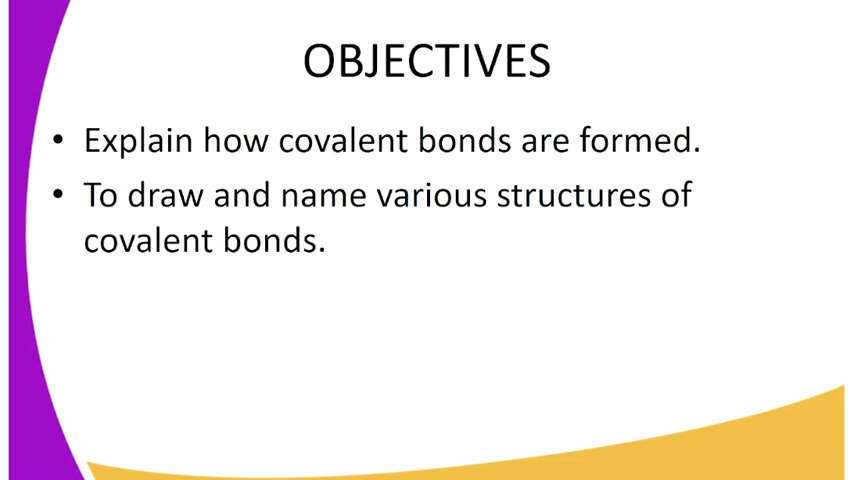 OBJECTIVES
• Explain how covalent bonds are formed.
• To draw and name various structures of
covalent bonds.